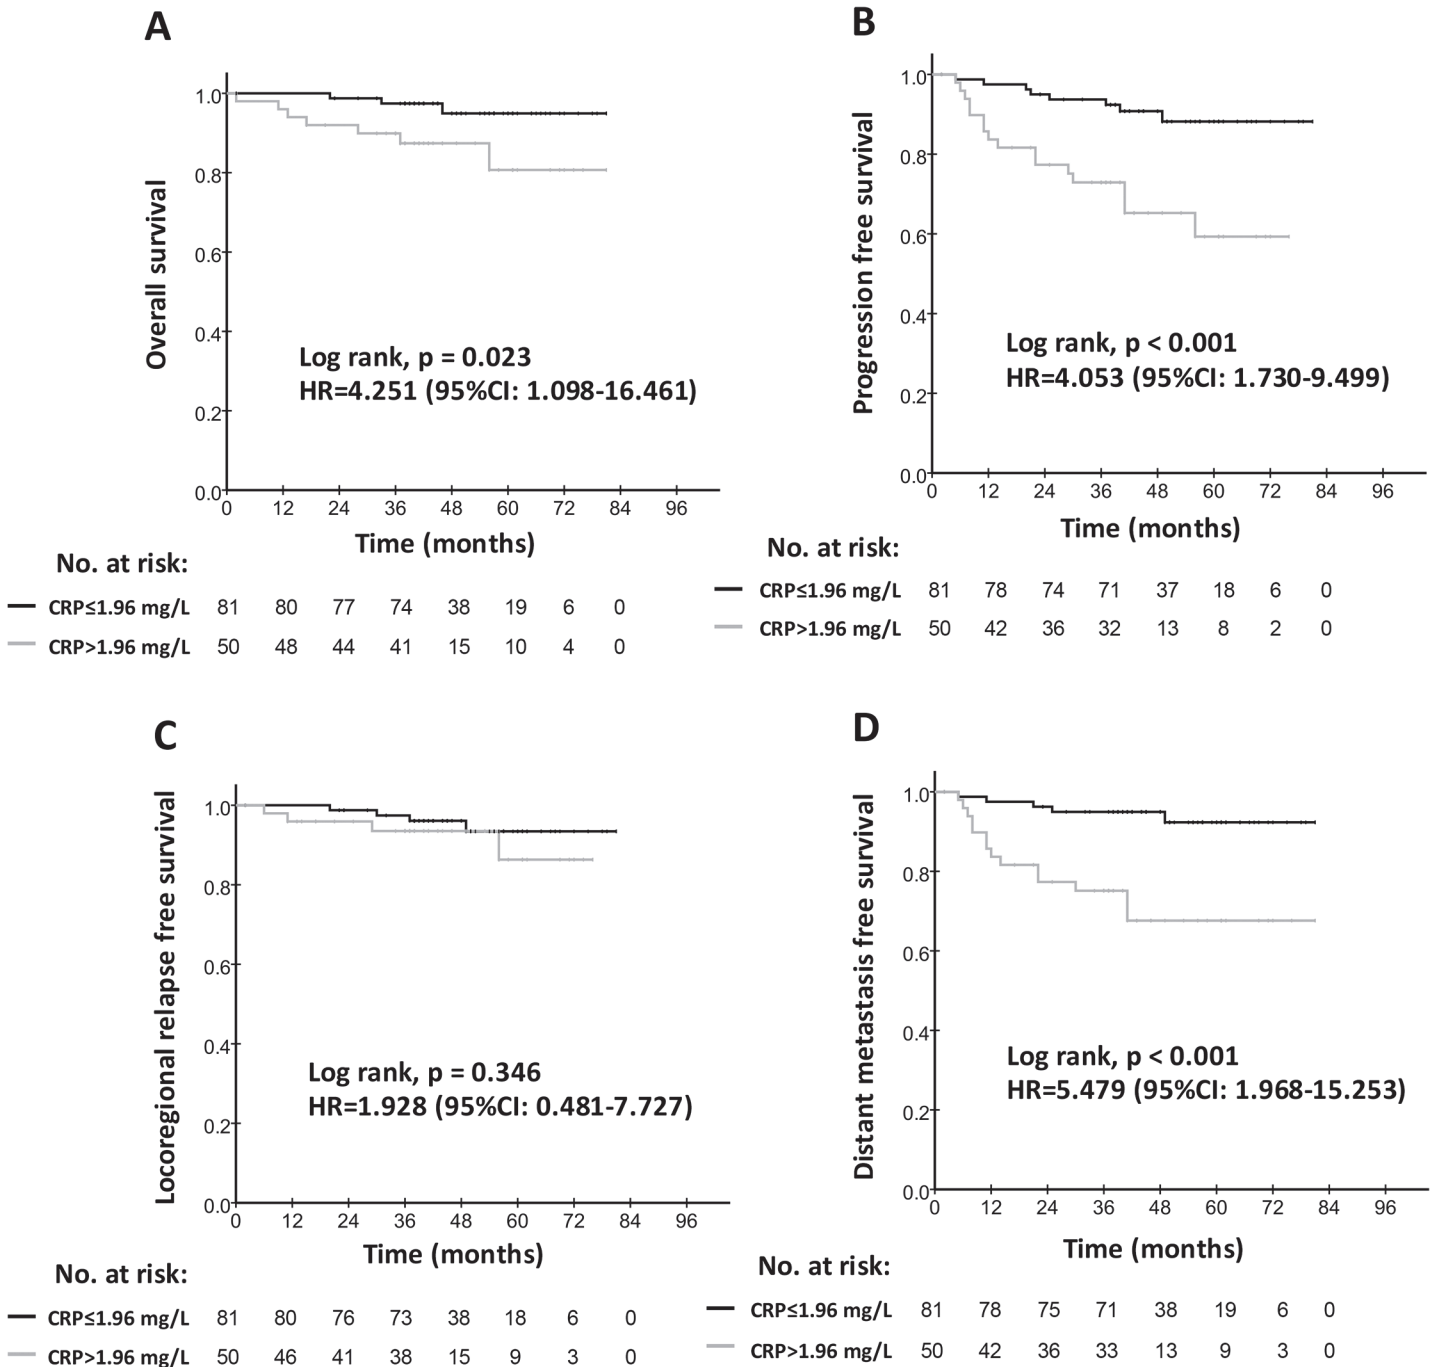 A
Overall survival
1.0
0.8
0.6
0.4
0.2
0.0
Log rank, p = 0.023
HR=4.251 (95%CI: 1.098-16.461)
0 12 24 36 48 60 72 84 96
Time (months)
No. at risk:
CRP≤1.96 mg/L 81 80 77 74 38 19 6 0
CRP>1.96 mg/L 50 48 44 41 15 10 4 0
B
Progression free survival
1.0
0.8
0.6
0.4
0.2
0.0
Log rank, p < 0.001
HR=4.053 (95%CI: 1.730-9.499)
0 12 24 36 48 60 72 84 96
Time (months)
No. at risk:
CRP≤1.96 mg/L 81 78 74 71 37 18 6 0
CRP>1.96 mg/L 50 42 36 32 13 8 2 0
C
Locoregional relapse free survival
1.0
0.8
0.6
0.4
0.2
0.0
Log rank, p = 0.346
HR=1.928 (95%CI: 0.481-7.727)
0 12 24 36 48 60 72 84 96
Time (months)
No. at risk:
CRP≤1.96 mg/L 81 80 76 73 38 18 6 0
CRP>1.96 mg/L 50 46 41 38 15 9 3 0
D
Distant metastasis free survival
1.0
0.8
0.6
0.4
0.2
0.0
Log rank, p < 0.001
HR=5.479 (95%CI: 1.968-15.253)
0 12 24 36 48 60 72 84 96
Time (months)
No. at risk:
CRP≤1.96 mg/L 81 78 75 71 38 19 6 0
CRP>1.96 mg/L 50 42 36 33 13 9 3 0